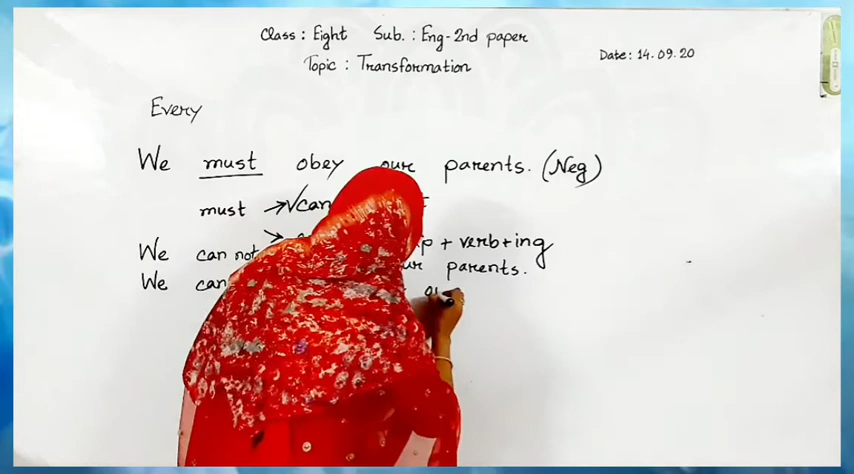 Class : Eight Sub. : Eng-2nd paper
Date: 14.09.20
Topic : Transformation
Every
We must obey our parents. (Neg)
must → can
→ + verb+ing
We can not parents.
We can